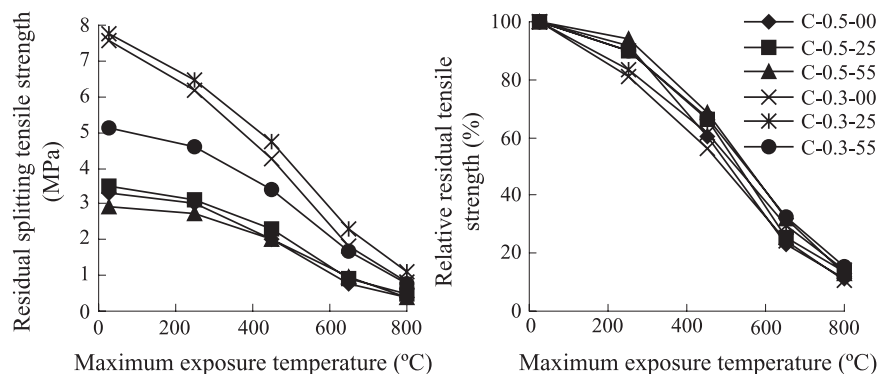 Residual splitting tensile strength
(MPa)
8
7
6
5
4
3
2
1
0
0
200
400
600
800
Maximum exposure temperature (ºC)
Relative residual tensile
strength (%)
100
80
60
40
20
0
0
200
400
600
800
Maximum exposure temperature (ºC)
C-0.5-00
C-0.5-25
C-0.5-55
C-0.3-00
C-0.3-25
C-0.3-55